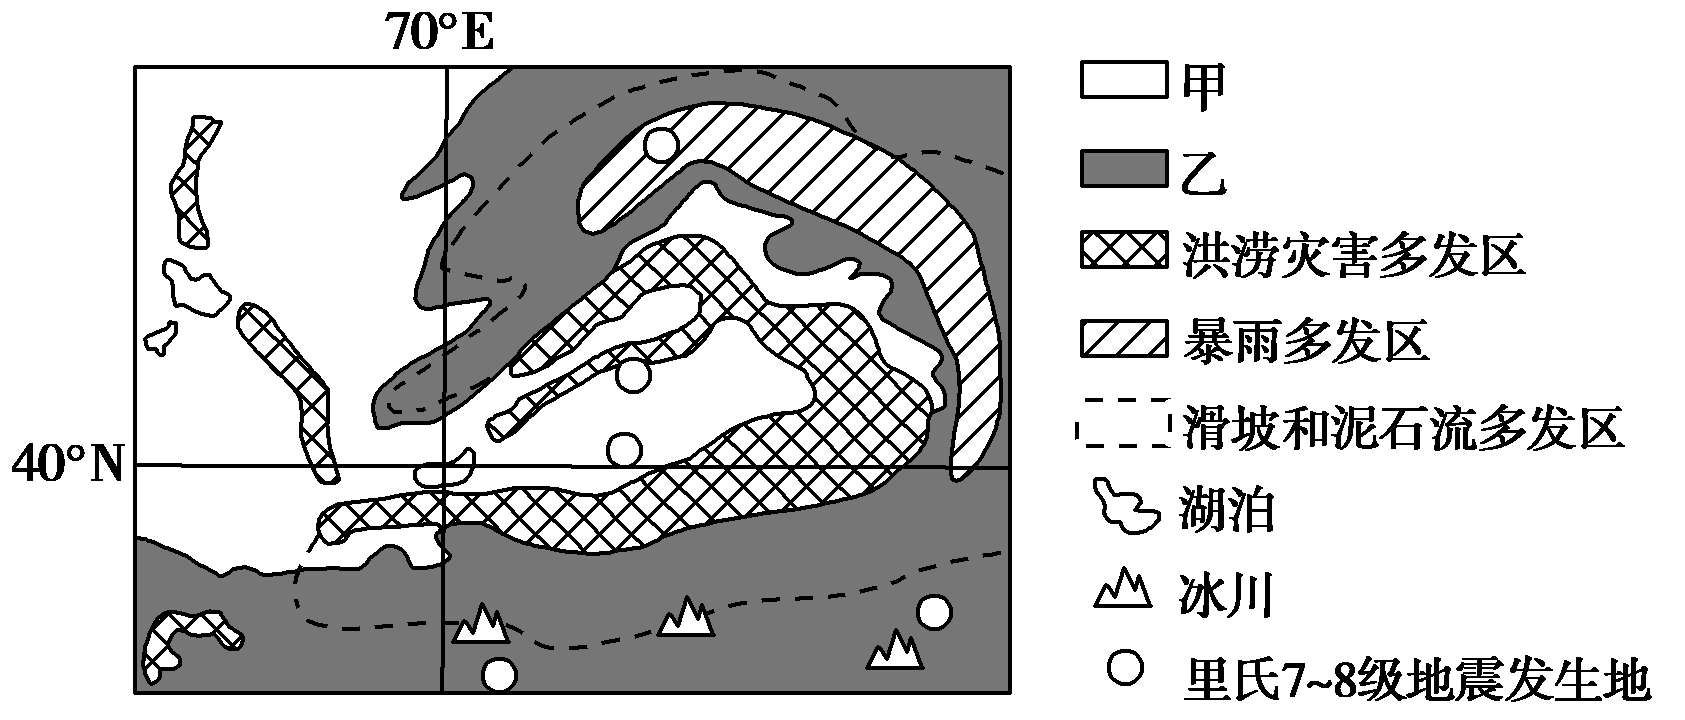 70°E
40°N
甲
乙
洪涝灾害多发区
暴雨多发区
滑坡和泥石流多发区
湖泊
冰川
里氏7~8级地震发生地